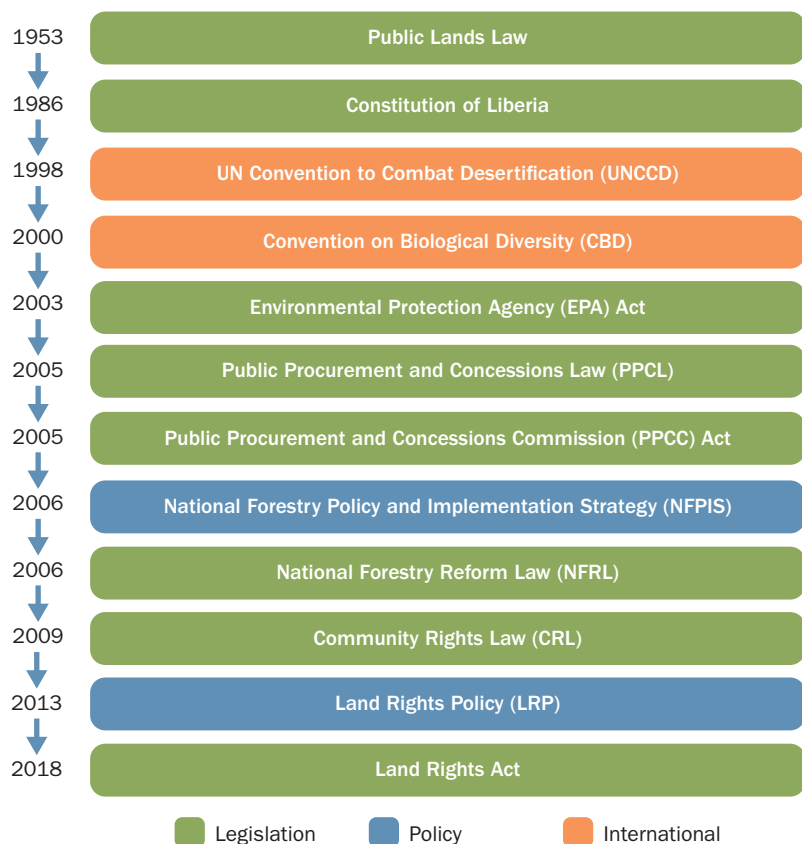 1953 Public Lands Law
1986 Constitution of Liberia
1998 UN Convention to Combat Desertification (UNCCD)
2000 Convention on Biological Diversity (CBD)
2003 Environmental Protection Agency (EPA) Act
2005 Public Procurement and Concessions Law (PPCL)
2005 Public Procurement and Concessions Commission (PPCC) Act
2006 National Forestry Policy and Implementation Strategy (NFPIS)
2006 National Forestry Reform Law (NFRL)
2009 Community Rights Law (CRL)
2013 Land Rights Policy (LRP)
2018 Land Rights Act
Legislation Policy International